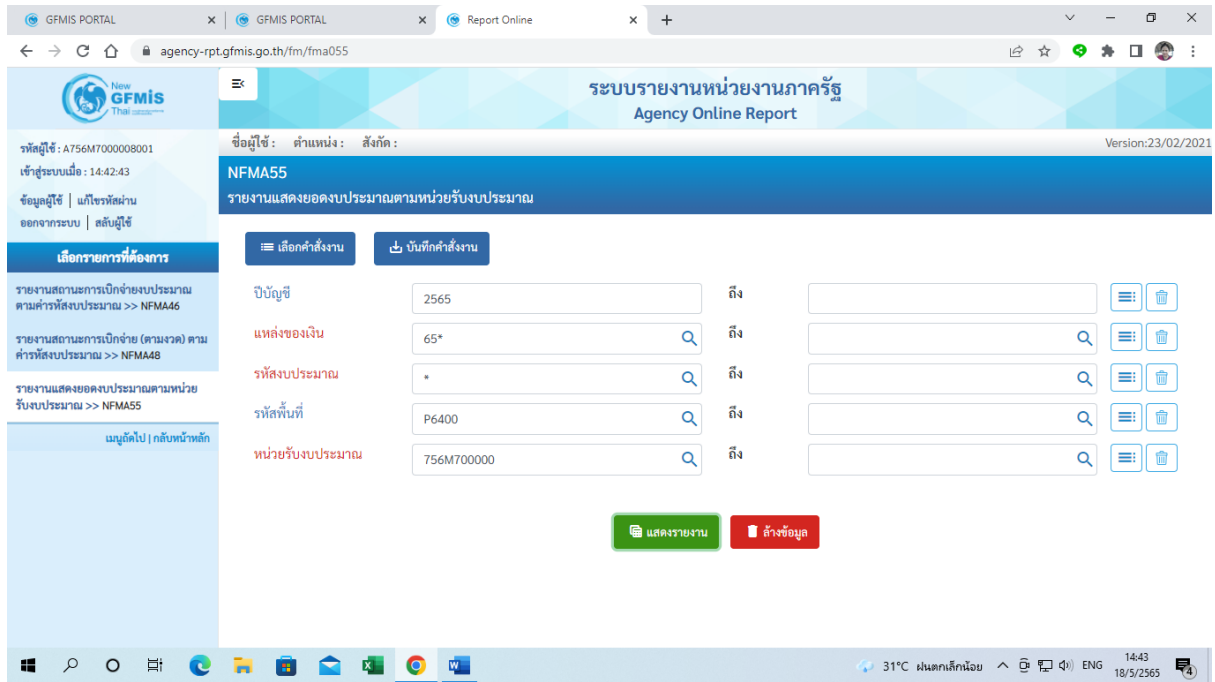 GFMIS PORTAL
GFMIS PORTAL
Report Online
agency-rpt.gfmis.go.th/fm/fma055
New
GFMiS
Thai
รหัสผู้ใช้ : A756M7000008001
เข้าสู่ระบบเมื่อ : 14:42:43
ข้อมูลผู้ใช้ | แก้ไขรหัสผ่าน
ออกจากระบบ | สลับผู้ใช้
เลือกรายการที่ต้องการ
รายงานสถานะการเบิกจ่ายงบประมาณ
ตามค่ารหัสงบประมาณ >> NFMA46
รายงานสถานะการเบิกจ่าย (ตามงวด) ตาม
ค่ารหัสงบประมาณ >> NFMA48
รายงานแสดงยอดงบประมาณตามหน่วย
รับงบประมาณ >> NFMA55
เมนูถัดไป | กลับหน้าหลัก
ระบบรายงานหน่วยงานภาครัฐ
Agency Online Report
ชื่อผู้ใช้ : ตำแหน่ง : สังกัด :
Version:23/02/2021
NFMA55
รายงานแสดงยอดงบประมาณตามหน่วยรับงบประมาณ
เลือกคำสั่งงาน
บันทึกคำสั่งงาน
ปีบัญชี 2565 ถึง
แหล่งของเงิน 65* ถึง
รหัสงบประมาณ * ถึง
รหัสพื้นที่ P6400 ถึง
หน่วยรับงบประมาณ 756M700000 ถึง
แสดงรายงาน
ล้างข้อมูล
31°C ฝนตกเล็กน้อย
ENG
14:43
18/5/2565
4